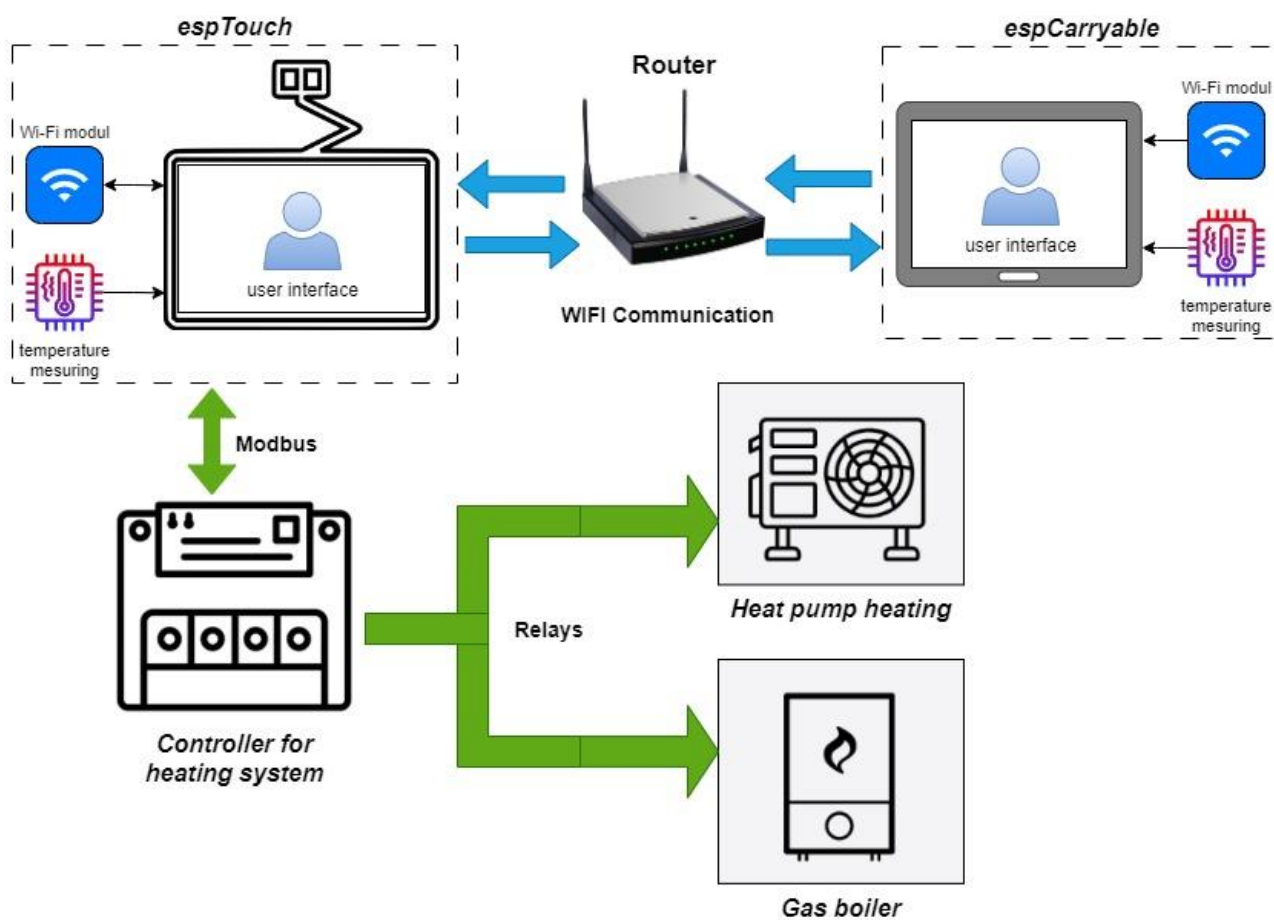 espTouch
espCarryable
Router
Wi-Fi modul
Wi-Fi modul
user interface
user interface
temperature
mesuring
temperature
mesuring
WIFI Communication
Modbus
Heat pump heating
Relays
Controller for
heating system
Gas boiler